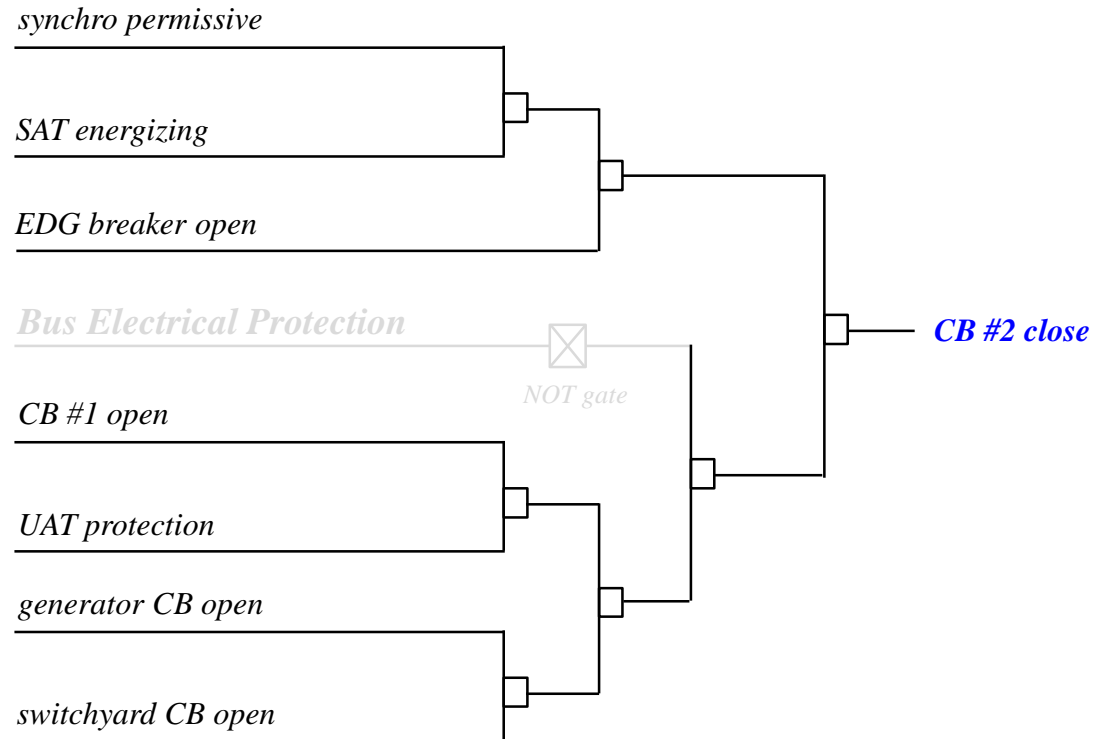 synchro permissive
SAT energizing
EDG breaker open
Bus Electrical Protection
NOT gate
CB #1 open
UAT protection
generator CB open
switchyard CB open
CB #2 close